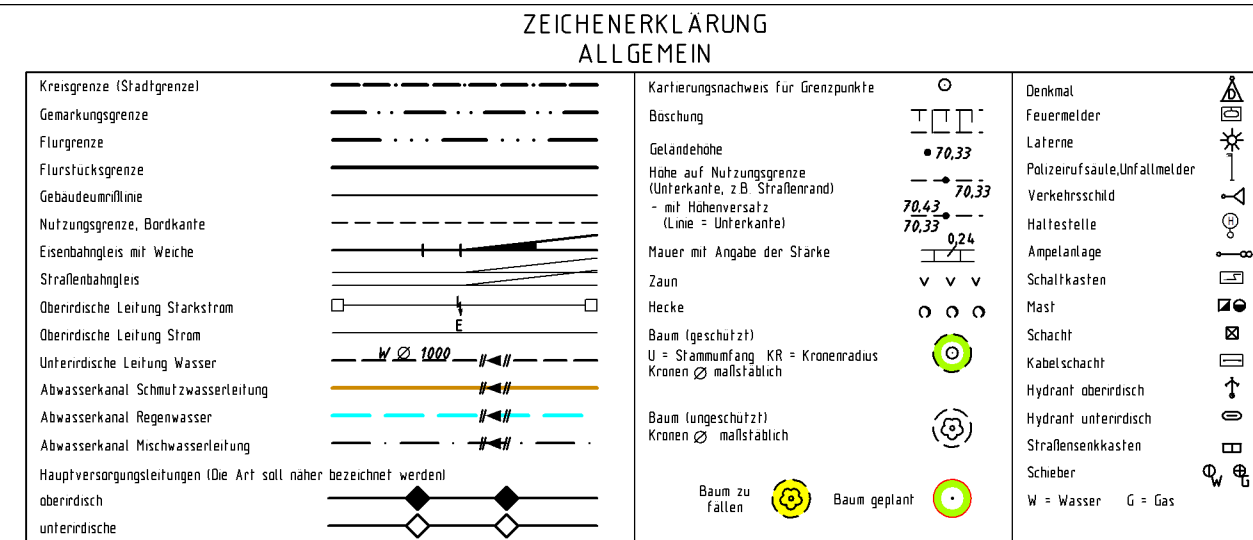 ZEICHENERKLÄRUNG
ALLGEMEIN
Kreisgrenze (Stadtgrenze)
Gemarkungsgrenze
Flurgrenze
Flurstücksgrenze
Gebäudeumrißlinie
Nutzungsgrenze, Bordkante
Eisenbahngleis mit Weiche
Straßenbahngleis
Oberirdische Leitung Starkstrom
Oberirdische Leitung Strom
E
Unterirdische Leitung Wasser
W Ø 1000
Abwasserkanal Schmutzwasserleitung
Abwasserkanal Regenwasser
Abwasserkanal Mischwasserleitung
Hauptversorgungsleitungen (Die Art soll näher bezeichnet werden)
oberirdisch
unterirdische
Kartierungsnachweis für Grenzpunkte
Böschung
Geländehöhe
70,33
Höhe auf Nutzungsgrenze
(Unterkante, z.B. Straßenrand)
70,33
- mit Höhenversatz
70,43
(Linie = Unterkante)
70,33
Mauer mit Angabe der Stärke
0,24
Zaun
Hecke
Baum (geschützt)
U = Stammumfang KR = Kronenradius
Kronen Ø maßstäblich
Baum (ungeschützt)
Kronen Ø maßstäblich
Baum zu
fällen
Baum geplant
Denkmal
D
Feuermelder
Laterne
Polizeirufsäule,Unfallmelder
Verkehrsschild
Haltestelle
H
Ampelanlage
Schaltkasten
Mast
Schacht
Kabelschacht
Hydrant oberirdisch
Hydrant unterirdisch
Straßensenkkasten
Schieber
W G
W = Wasser G = Gas